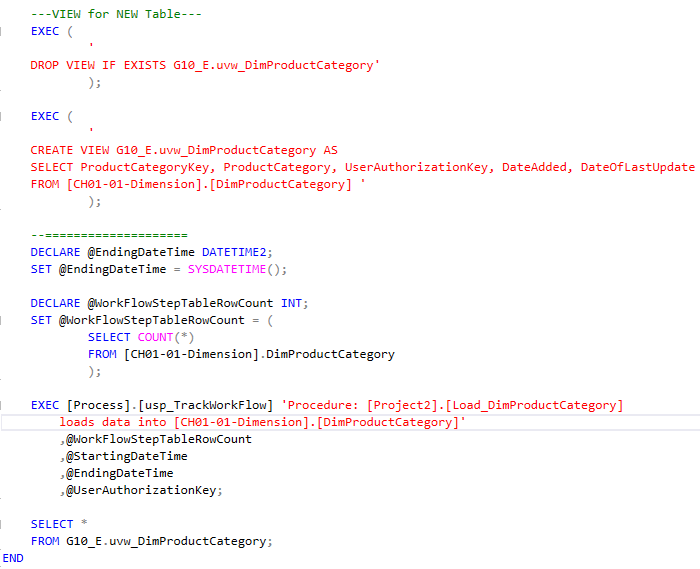 ---VIEW for NEW Table---
EXEC (
'
DROP VIEW IF EXISTS G10_E.uvw_DimProductCategory'
);
EXEC (
'
CREATE VIEW G10_E.uvw_DimProductCategory AS
SELECT ProductCategoryKey, ProductCategory, UserAuthorizationKey, DateAdded, DateOfLastUpdate
FROM [CH01-01-Dimension].[DimProductCategory] '
);
--====================
DECLARE @EndingDateTime DATETIME2;
SET @EndingDateTime = SYSDATETIME();
DECLARE @WorkFlowStepTableRowCount INT;
SET @WorkFlowStepTableRowCount = (
SELECT COUNT(*)
FROM [CH01-01-Dimension].DimProductCategory
);
EXEC [Process].[usp_TrackWorkFlow] 'Procedure: [Project2].[Load_DimProductCategory]
loads data into [CH01-01-Dimension].[DimProductCategory]'
,@WorkFlowStepTableRowCount
,@StartingDateTime
,@EndingDateTime
,@UserAuthorizationKey;
SELECT *
FROM G10_E.uvw_DimProductCategory;
END